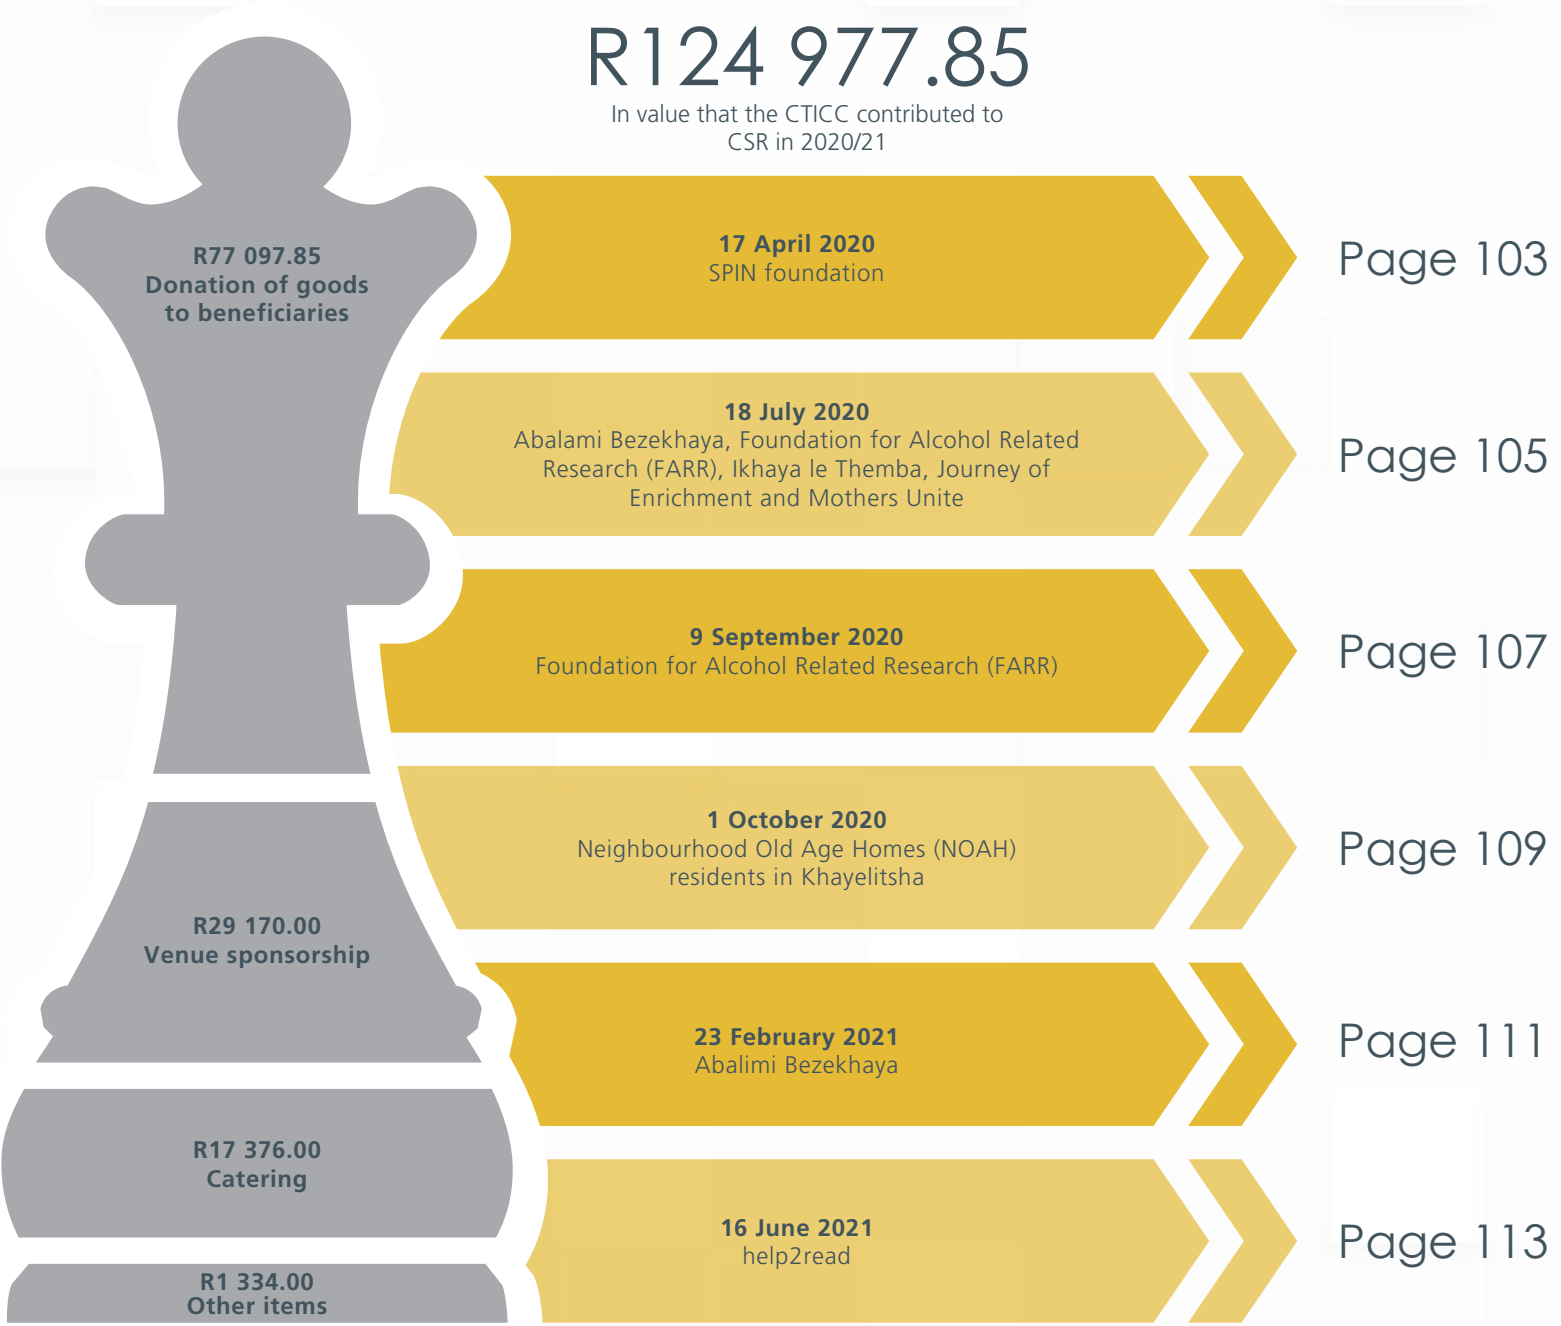 R124 977.85
In value that the CTICC contributed to
CSR in 2020/21
R77 097.85
Donation of goods
to beneficiaries
R29 170.00
Venue sponsorship
R17 376.00
Catering
R1 334.00
Other items
17 April 2020
SPIN foundation
Page 103
18 July 2020
Abalami Bezekhaya, Foundation for Alcohol Related
Research (FARR), Ikhaya le Themba, Journey of
Enrichment and Mothers Unite
Page 105
9 September 2020
Foundation for Alcohol Related Research (FARR)
Page 107
1 October 2020
Neighbourhood Old Age Homes (NOAH)
residents in Khayelitsha
Page 109
23 February 2021
Abalimi Bezekhaya
Page 111
16 June 2021
help2read
Page 113